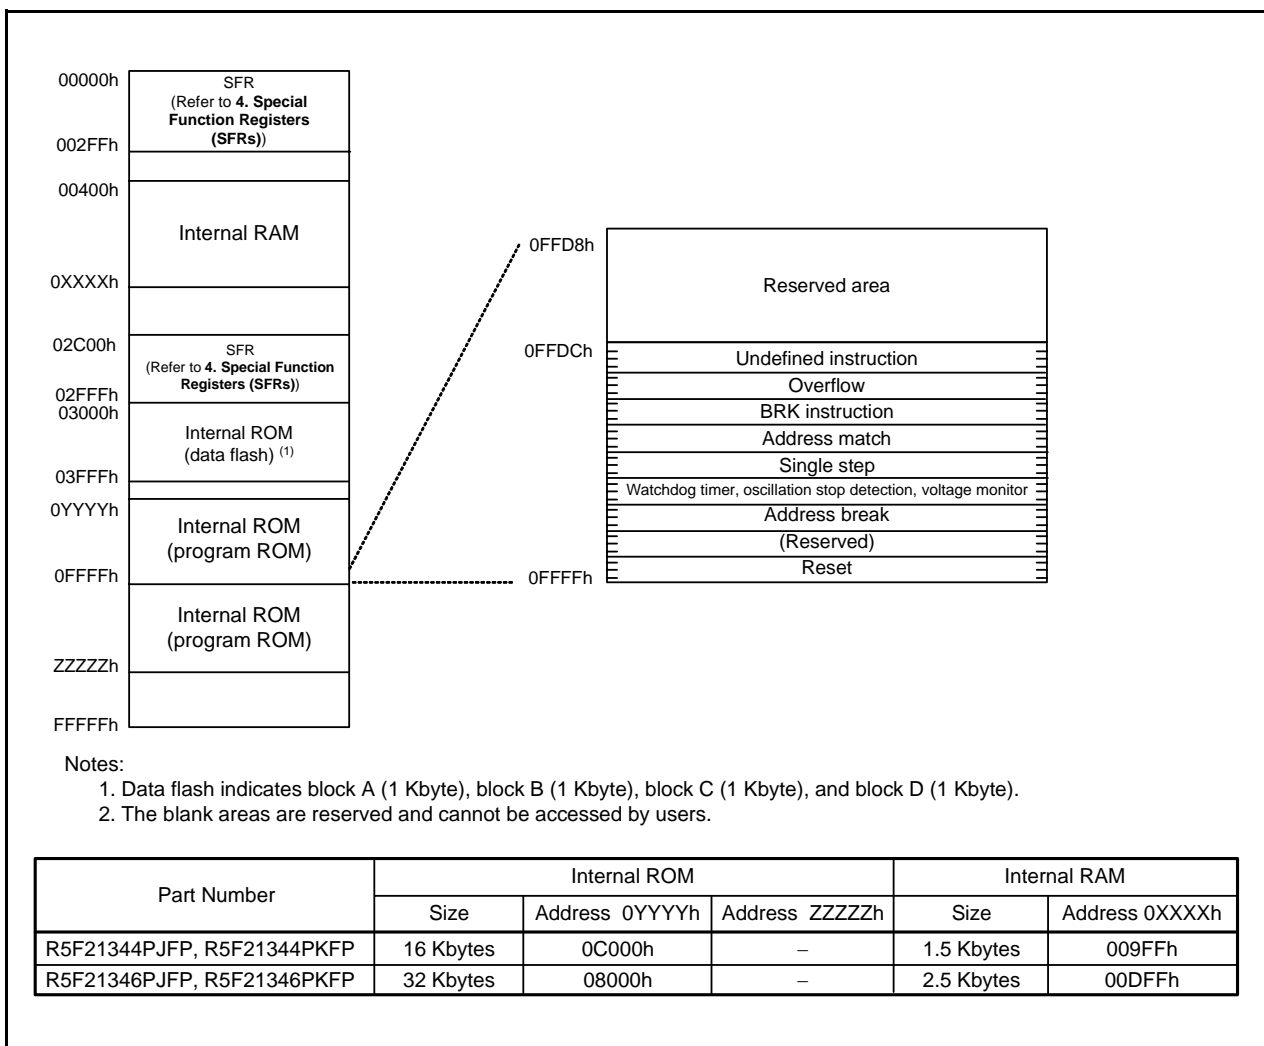 00000h
SFR
(Refer to 4. Special
Function Registers
(SFRs))
002FFh
00400h
Internal RAM
0XXXXh
02C00h
SFR
(Refer to 4. Special Function
Registers (SFRs))
02FFFh
03000h
Internal ROM
(data flash) (1)
03FFFh
0YYYYh
Internal ROM
(program ROM)
0FFFFh
Internal ROM
(program ROM)
ZZZZZh
FFFFFh
0FFD8h
Reserved area
0FFDCh
Undefined instruction
Overflow
BRK instruction
Address match
Single step
Watchdog timer, oscillation stop detection, voltage monitor
Address break
(Reserved)
0FFFFh
Reset
Notes:
1. Data flash indicates block A (1 Kbyte), block B (1 Kbyte), block C (1 Kbyte), and block D (1 Kbyte).
2. The blank areas are reserved and cannot be accessed by users.
Part Number Internal ROM Internal RAM
Size Address 0YYYYh Address ZZZZZh Size Address 0XXXXh
R5F21344PJFP, R5F21344PKFP 16 Kbytes 0C000h – 1.5 Kbytes 009FFh
R5F21346PJFP, R5F21346PKFP 32 Kbytes 08000h – 2.5 Kbytes 00DFFh